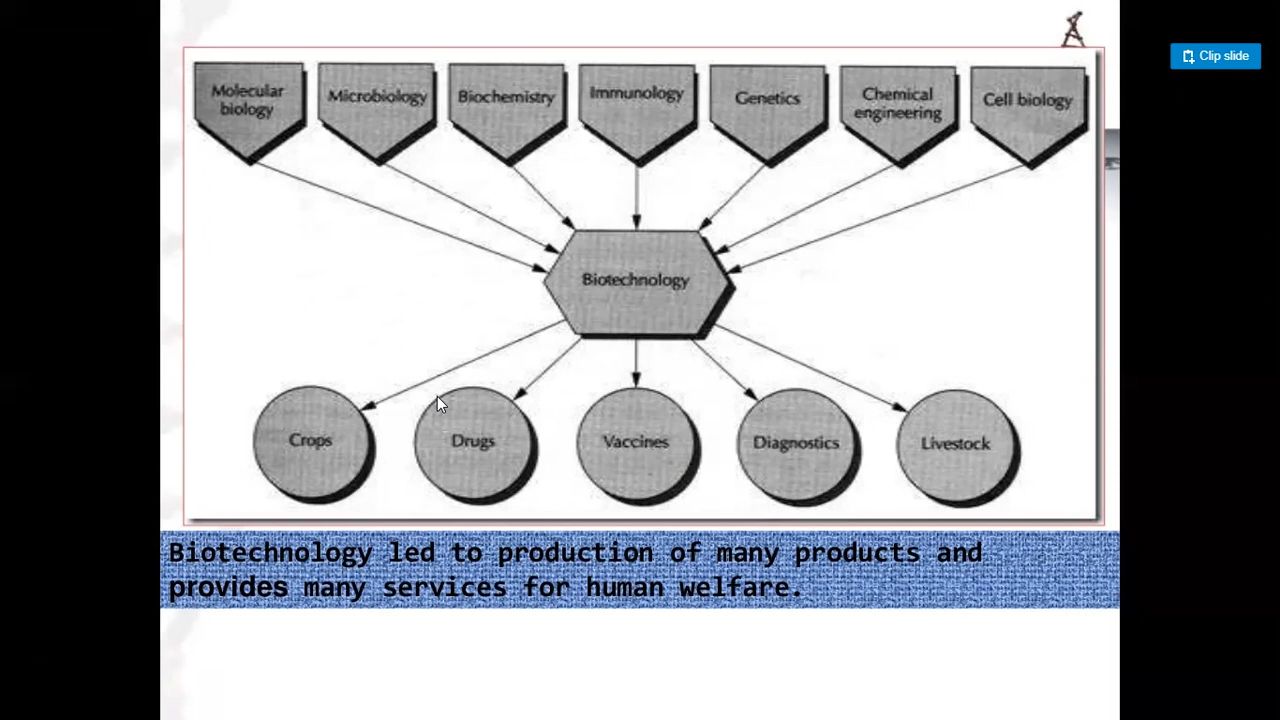 Clip slide
Molecular
biology
Microbiology
Biochemistry
Immunology
Genetics
Chemical
engineering
Cell biology
Biotechnology
Crops
Drugs
Vaccines
Diagnostics
Livestock
Biotechnology led to production of many products and
provides many services for human welfare.